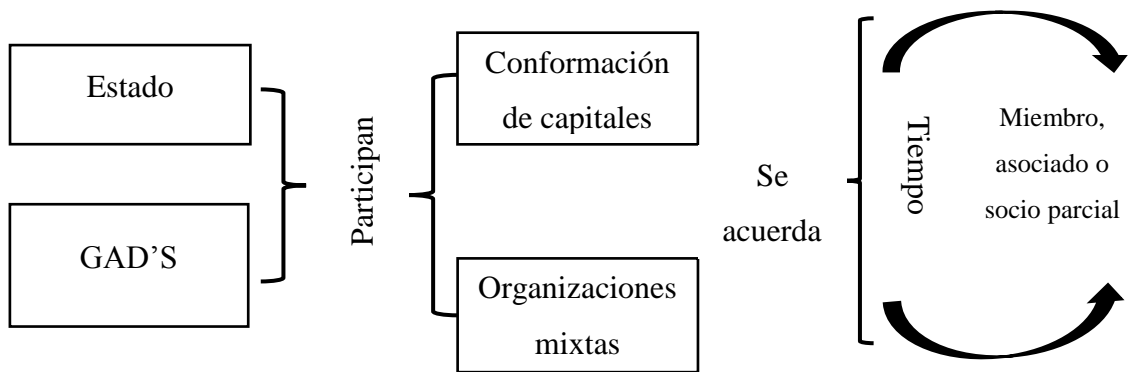 Estado
GAD’S
Participan
Conformación
de capitales
Organizaciones
mixtas
Se
acuerda
Tiempo
Miembro,
asociado o
socio parcial